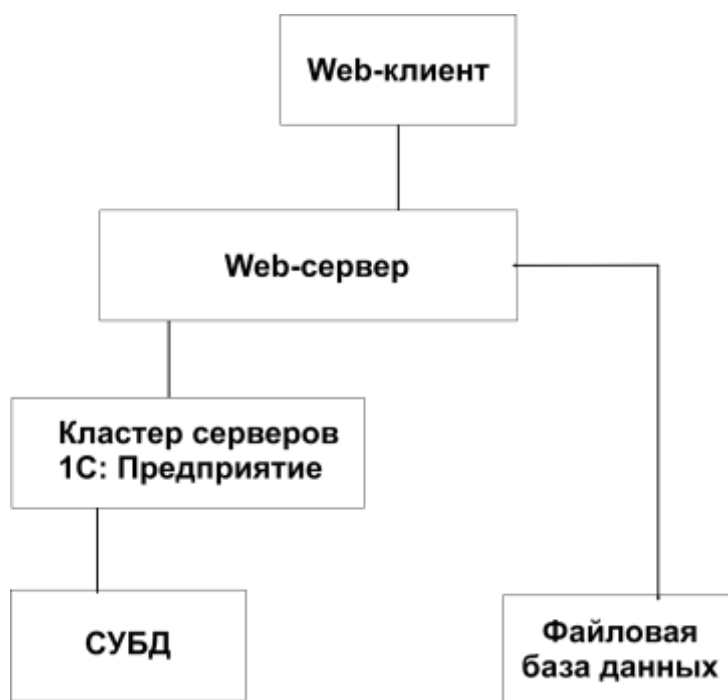 Web-клиент
Web-сервер
Кластер серверов
1С: Предприятие
СУБД
Файловая
база данных